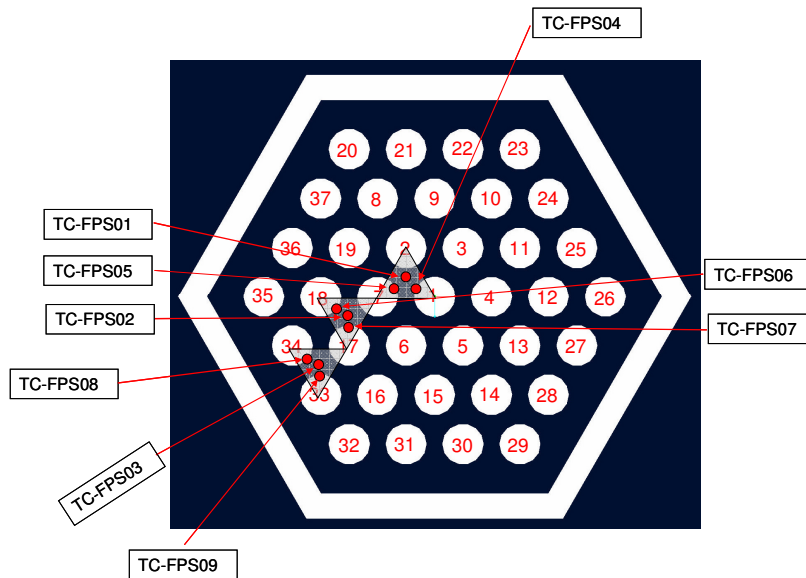 TC-FPS04
20 21 22 23
37 8 9 10 24
TC-FPS01
36 19 2 3 11 25
TC-FPS05
TC-FPS06
35 18 7 1 4 12 26
TC-FPS02
TC-FPS07
34 17 6 5 13 27
TC-FPS08
33 16 15 14 28
32 31 30 29
TC-FPS03
TC-FPS09